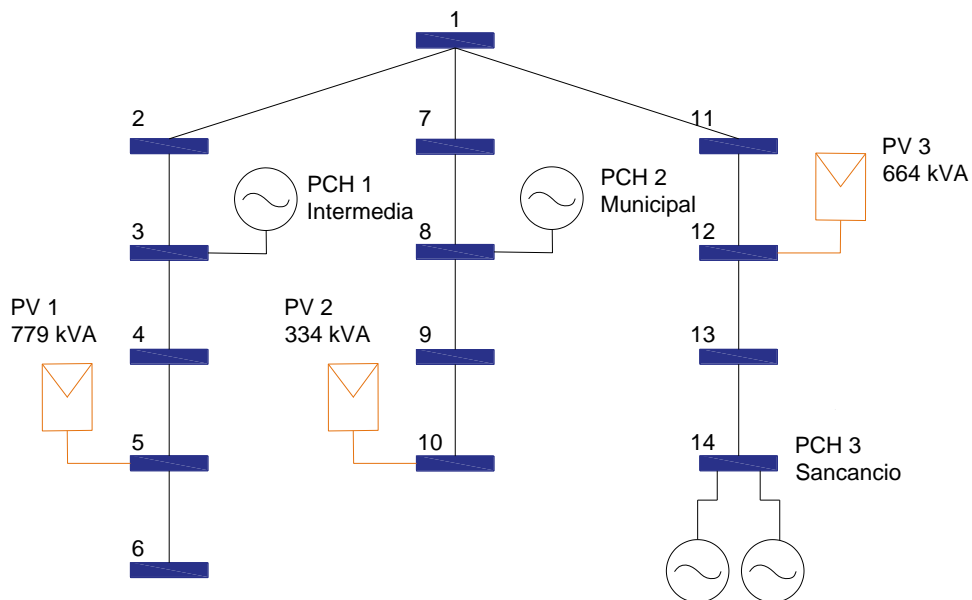 1
2
7
11
PV 3
664 kVA
PCH 1
Intermedia
PCH 2
Municipal
3
8
12
PV 1
779 kVA
4
PV 2
334 kVA
9
13
5
10
14
PCH 3
Sancancio
6